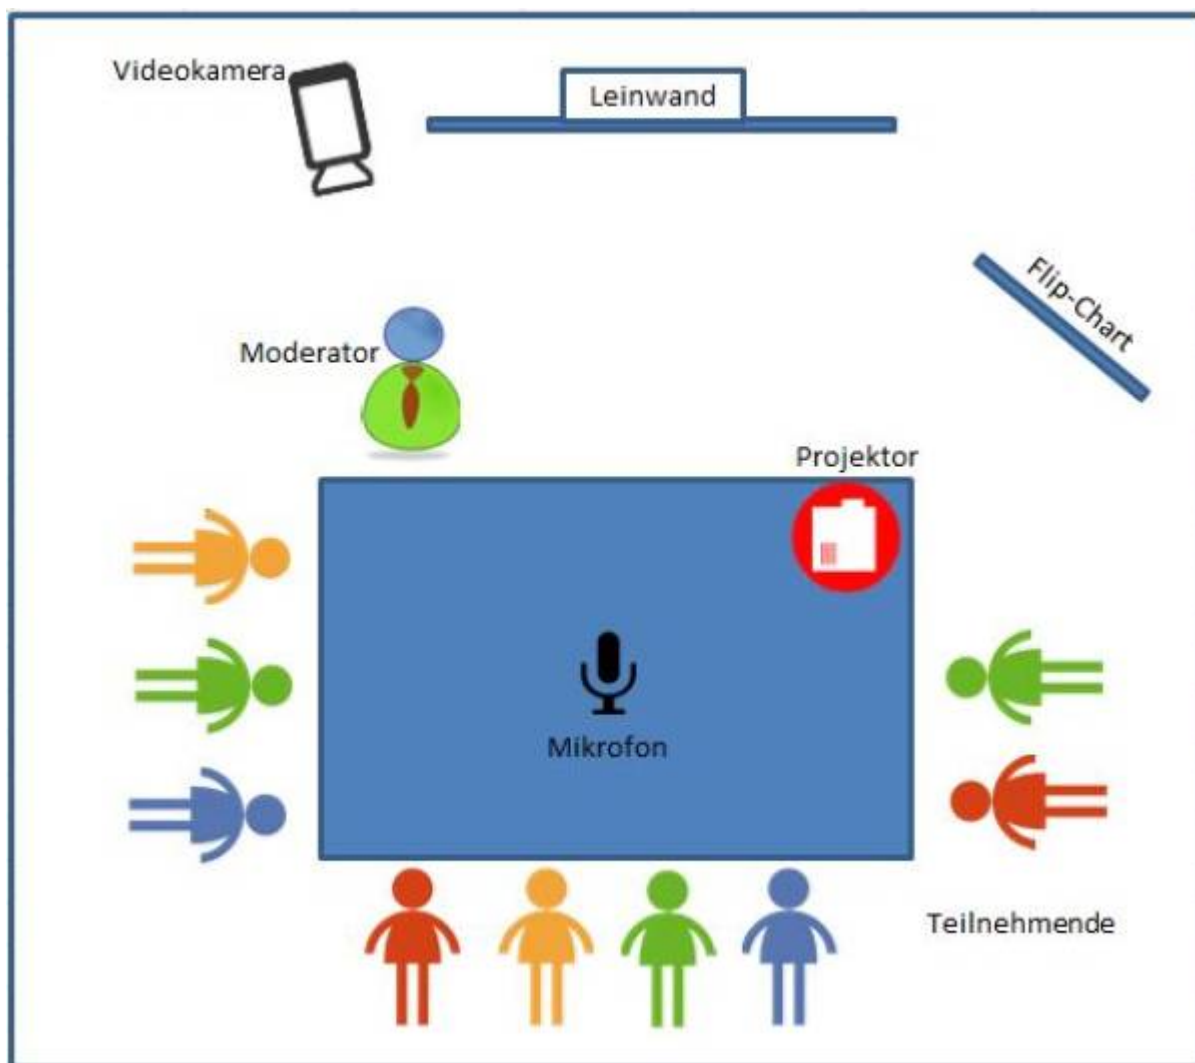 Videokamera
Leinwand
Flip-Chart
Moderator
Projektor
Mikrofon
Teilnehmende